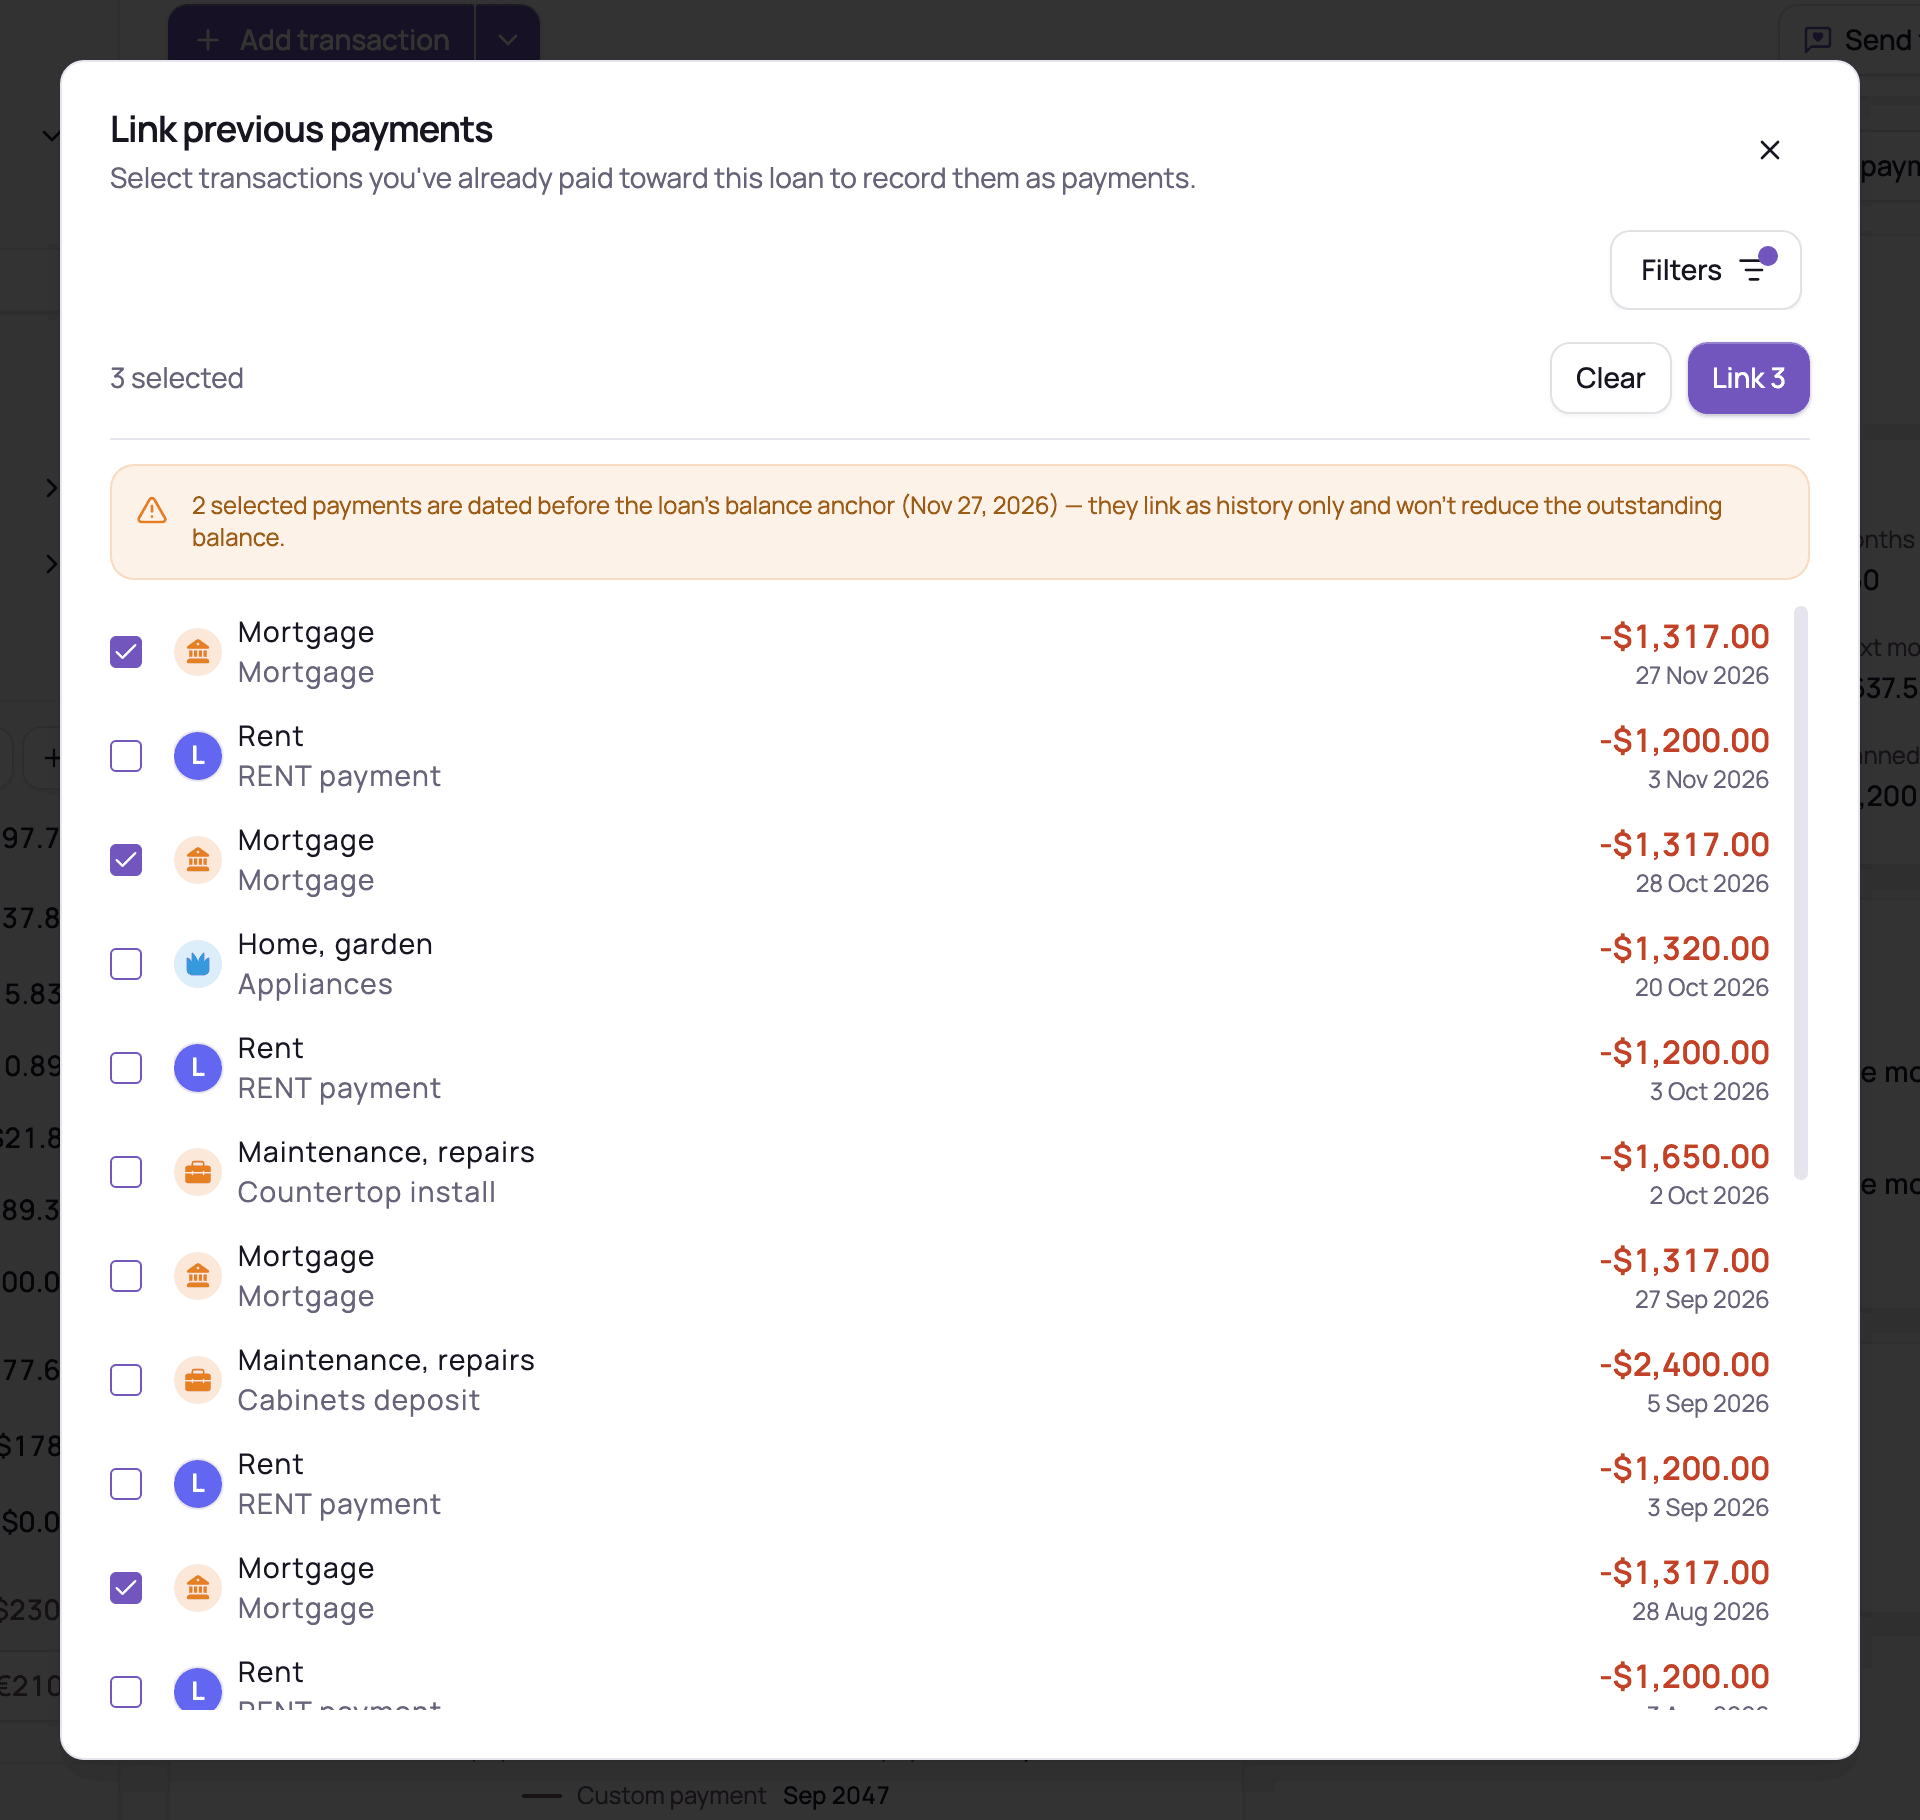 Add transaction
Send
Link previous payments
Select transactions you've already paid toward this loan to record them as payments.
Filters
3 selected
Clear
Link 3
2 selected payments are dated before the loan's balance anchor (Nov 27, 2026) — they link as history only and won't reduce the outstanding
balance.
Mortgage
-$1,317.00
Mortgage
27 Nov 2026
L
Rent
-$1,200.00
RENT payment
3 Nov 2026
Mortgage
-$1,317.00
Mortgage
28 Oct 2026
Home, garden
-$1,320.00
Appliances
20 Oct 2026
L
Rent
-$1,200.00
RENT payment
3 Oct 2026
Maintenance, repairs
-$1,650.00
Countertop install
2 Oct 2026
Mortgage
-$1,317.00
Mortgage
27 Sep 2026
Maintenance, repairs
-$2,400.00
Cabinets deposit
5 Sep 2026
L
Rent
-$1,200.00
RENT payment
3 Sep 2026
Mortgage
-$1,317.00
Mortgage
28 Aug 2026
L
Rent
-$1,200.00
RENT payment
Custom payment Sep 2047